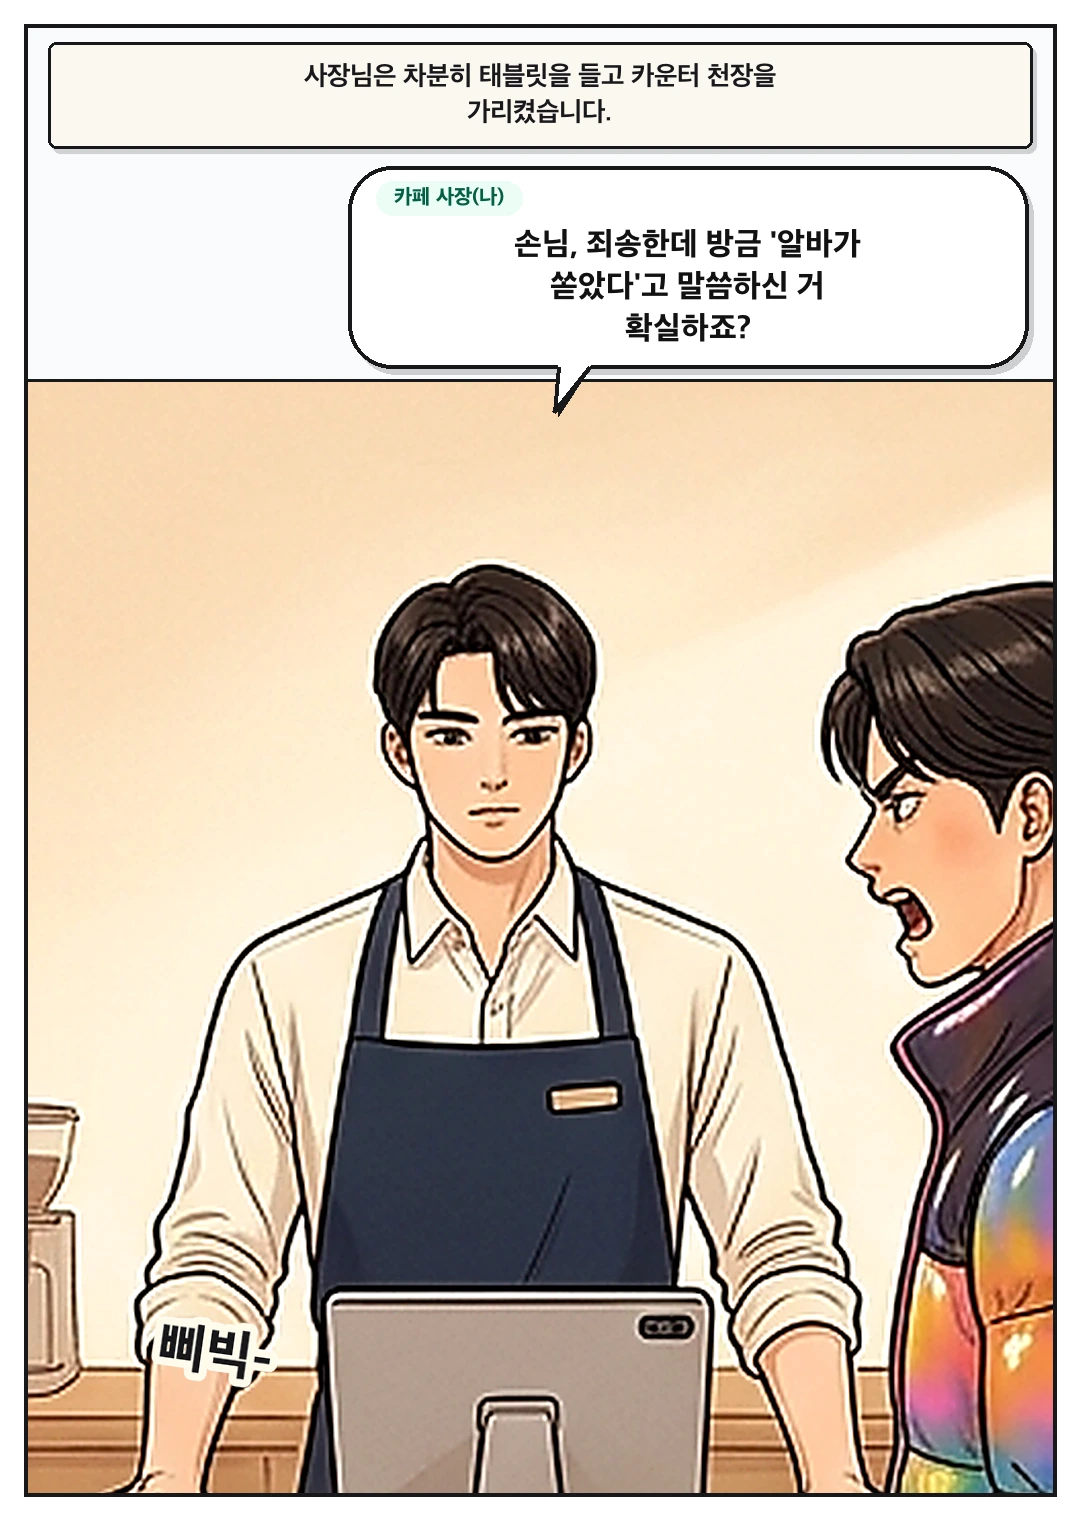 사장님은 차분히 태블릿을 들고 카운터 천장을
가리켰습니다.
카페 사장(나)
손님, 죄송한데 방금 '알바가
쏟았다'고 말씀하신 거
확실하죠?
삐빅-